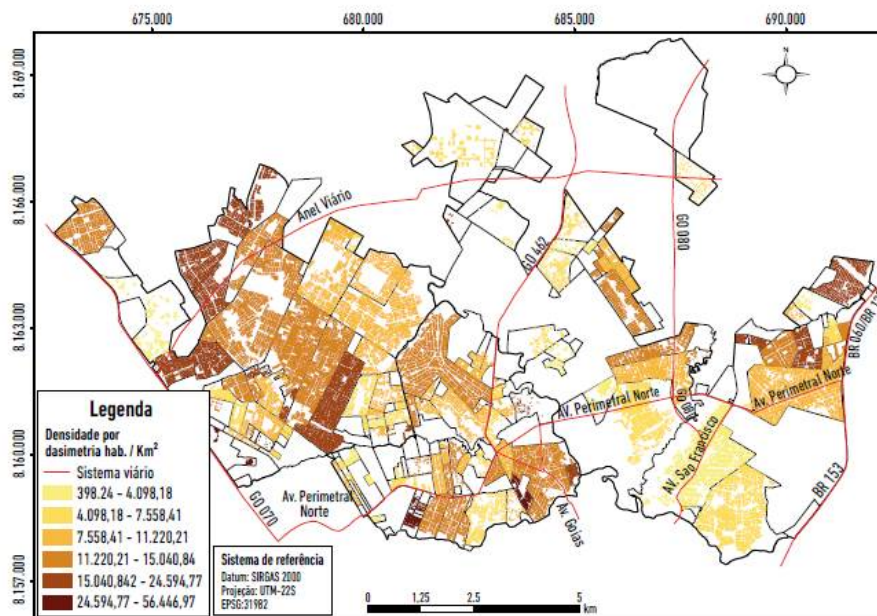 675.000
680.000
685.000
690.000
8.169.000
8.166.000
8.163.000
8.160.000
8.157.000
N
Anel Viário
GO 462
GO 080
BR 060/BR 15
Av. Perimetral Norte
Av. Perimetral Norte
GO 080
Av. São Francisco
BR 153
Av. Perimetral
Norte
GO 070
Av. Goías
Legenda
Densidade por
dasimetria hab. / Km²
Sistema viário
398.24 - 4.098,18
4.098,18 - 7.558,41
7.558,41 - 11.220,21
11.220,21 - 15.040,84
15.040,842 - 24.594,77
24.594,77 - 56.446,97
Sistema de referência
Datum: SIRGAS 2000
Projeção: UTM-22S
EPSG:31982
0 1,25 2.5 5
km